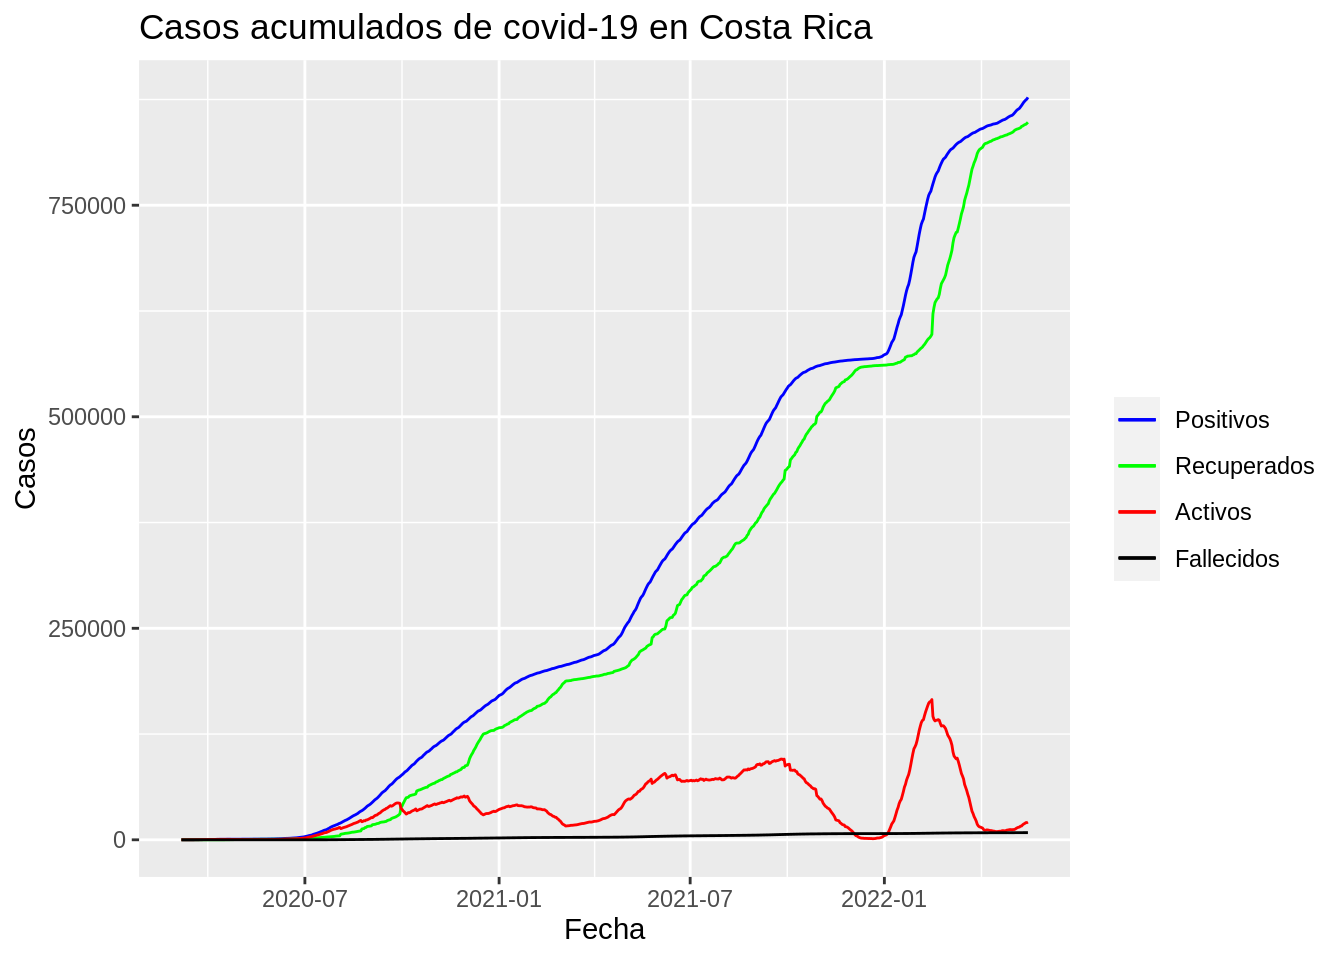 Casos acumulados de covid-19 en Costa Rica
Casos
750000
500000
250000
0
2020-07
2021-01
2021-07
2022-01
Fecha
Positivos
Recuperados
Activos
Fallecidos